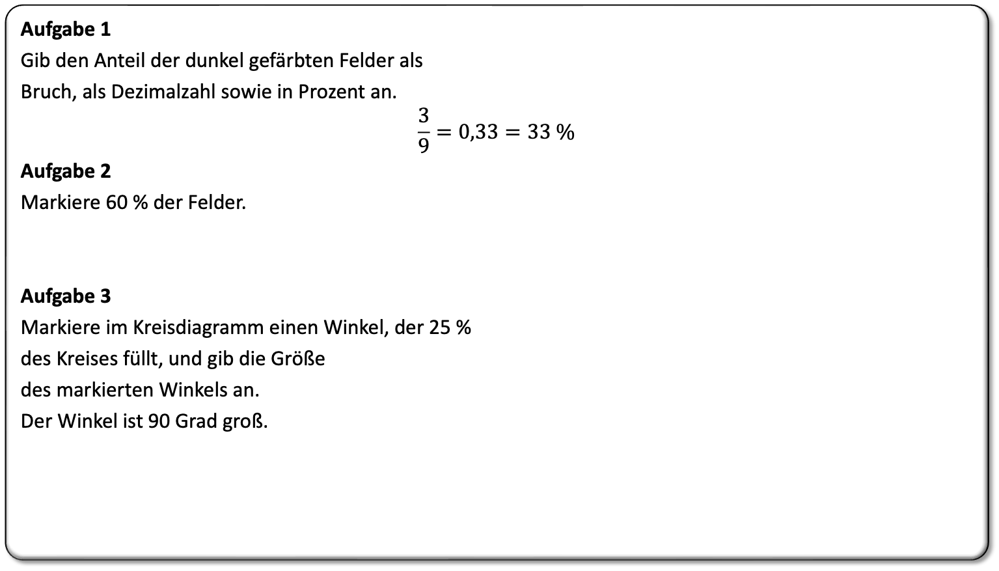 Aufgabe 1
Gib den Anteil der dunkel gefärbten Felder als
Bruch, als Dezimalzahl sowie in Prozent an.
3/9 = 0,33 = 33 %
Aufgabe 2
Markiere 60 % der Felder.
Aufgabe 3
Markiere im Kreisdiagramm einen Winkel, der 25 %
des Kreises füllt, und gib die Größe
des markierten Winkels an.
Der Winkel ist 90 Grad groß.